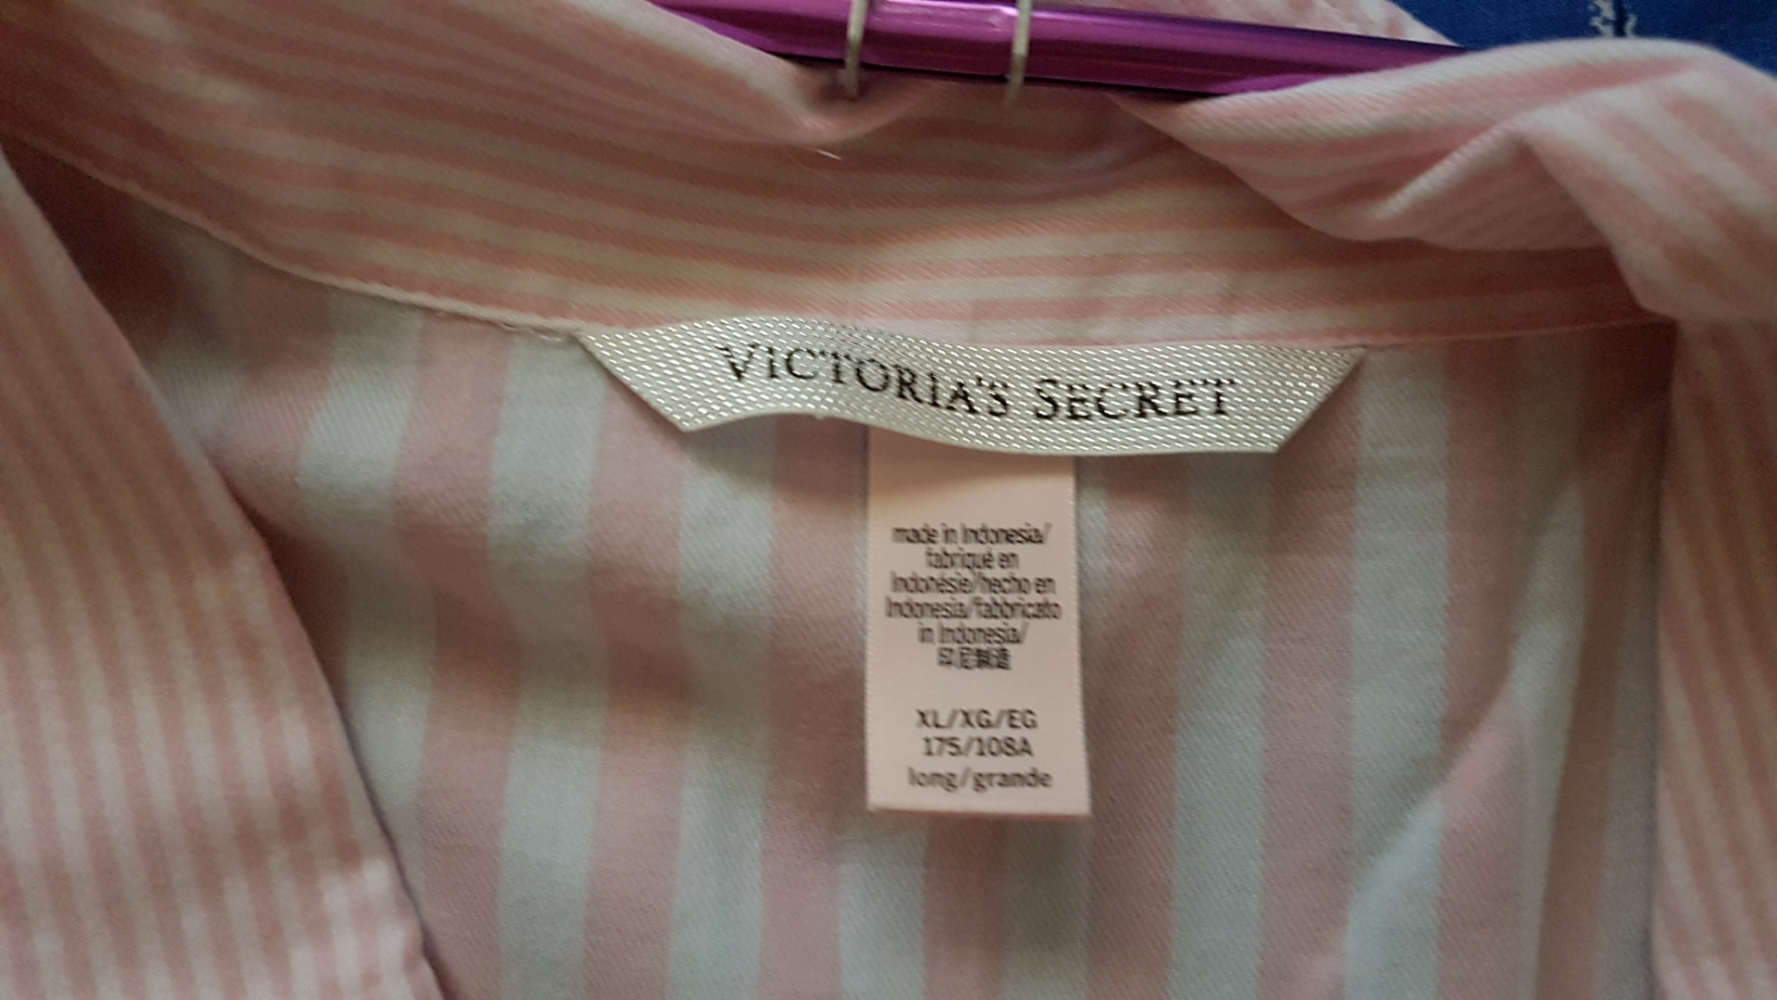 VICTORIA'S SECRET
made in Indonesia/
fabriqué en
Indonésie/hecho en
Indonesia/fabbricato
in Indonesia/
印尼製造
XL/XG/EG
175/108A
long/grande